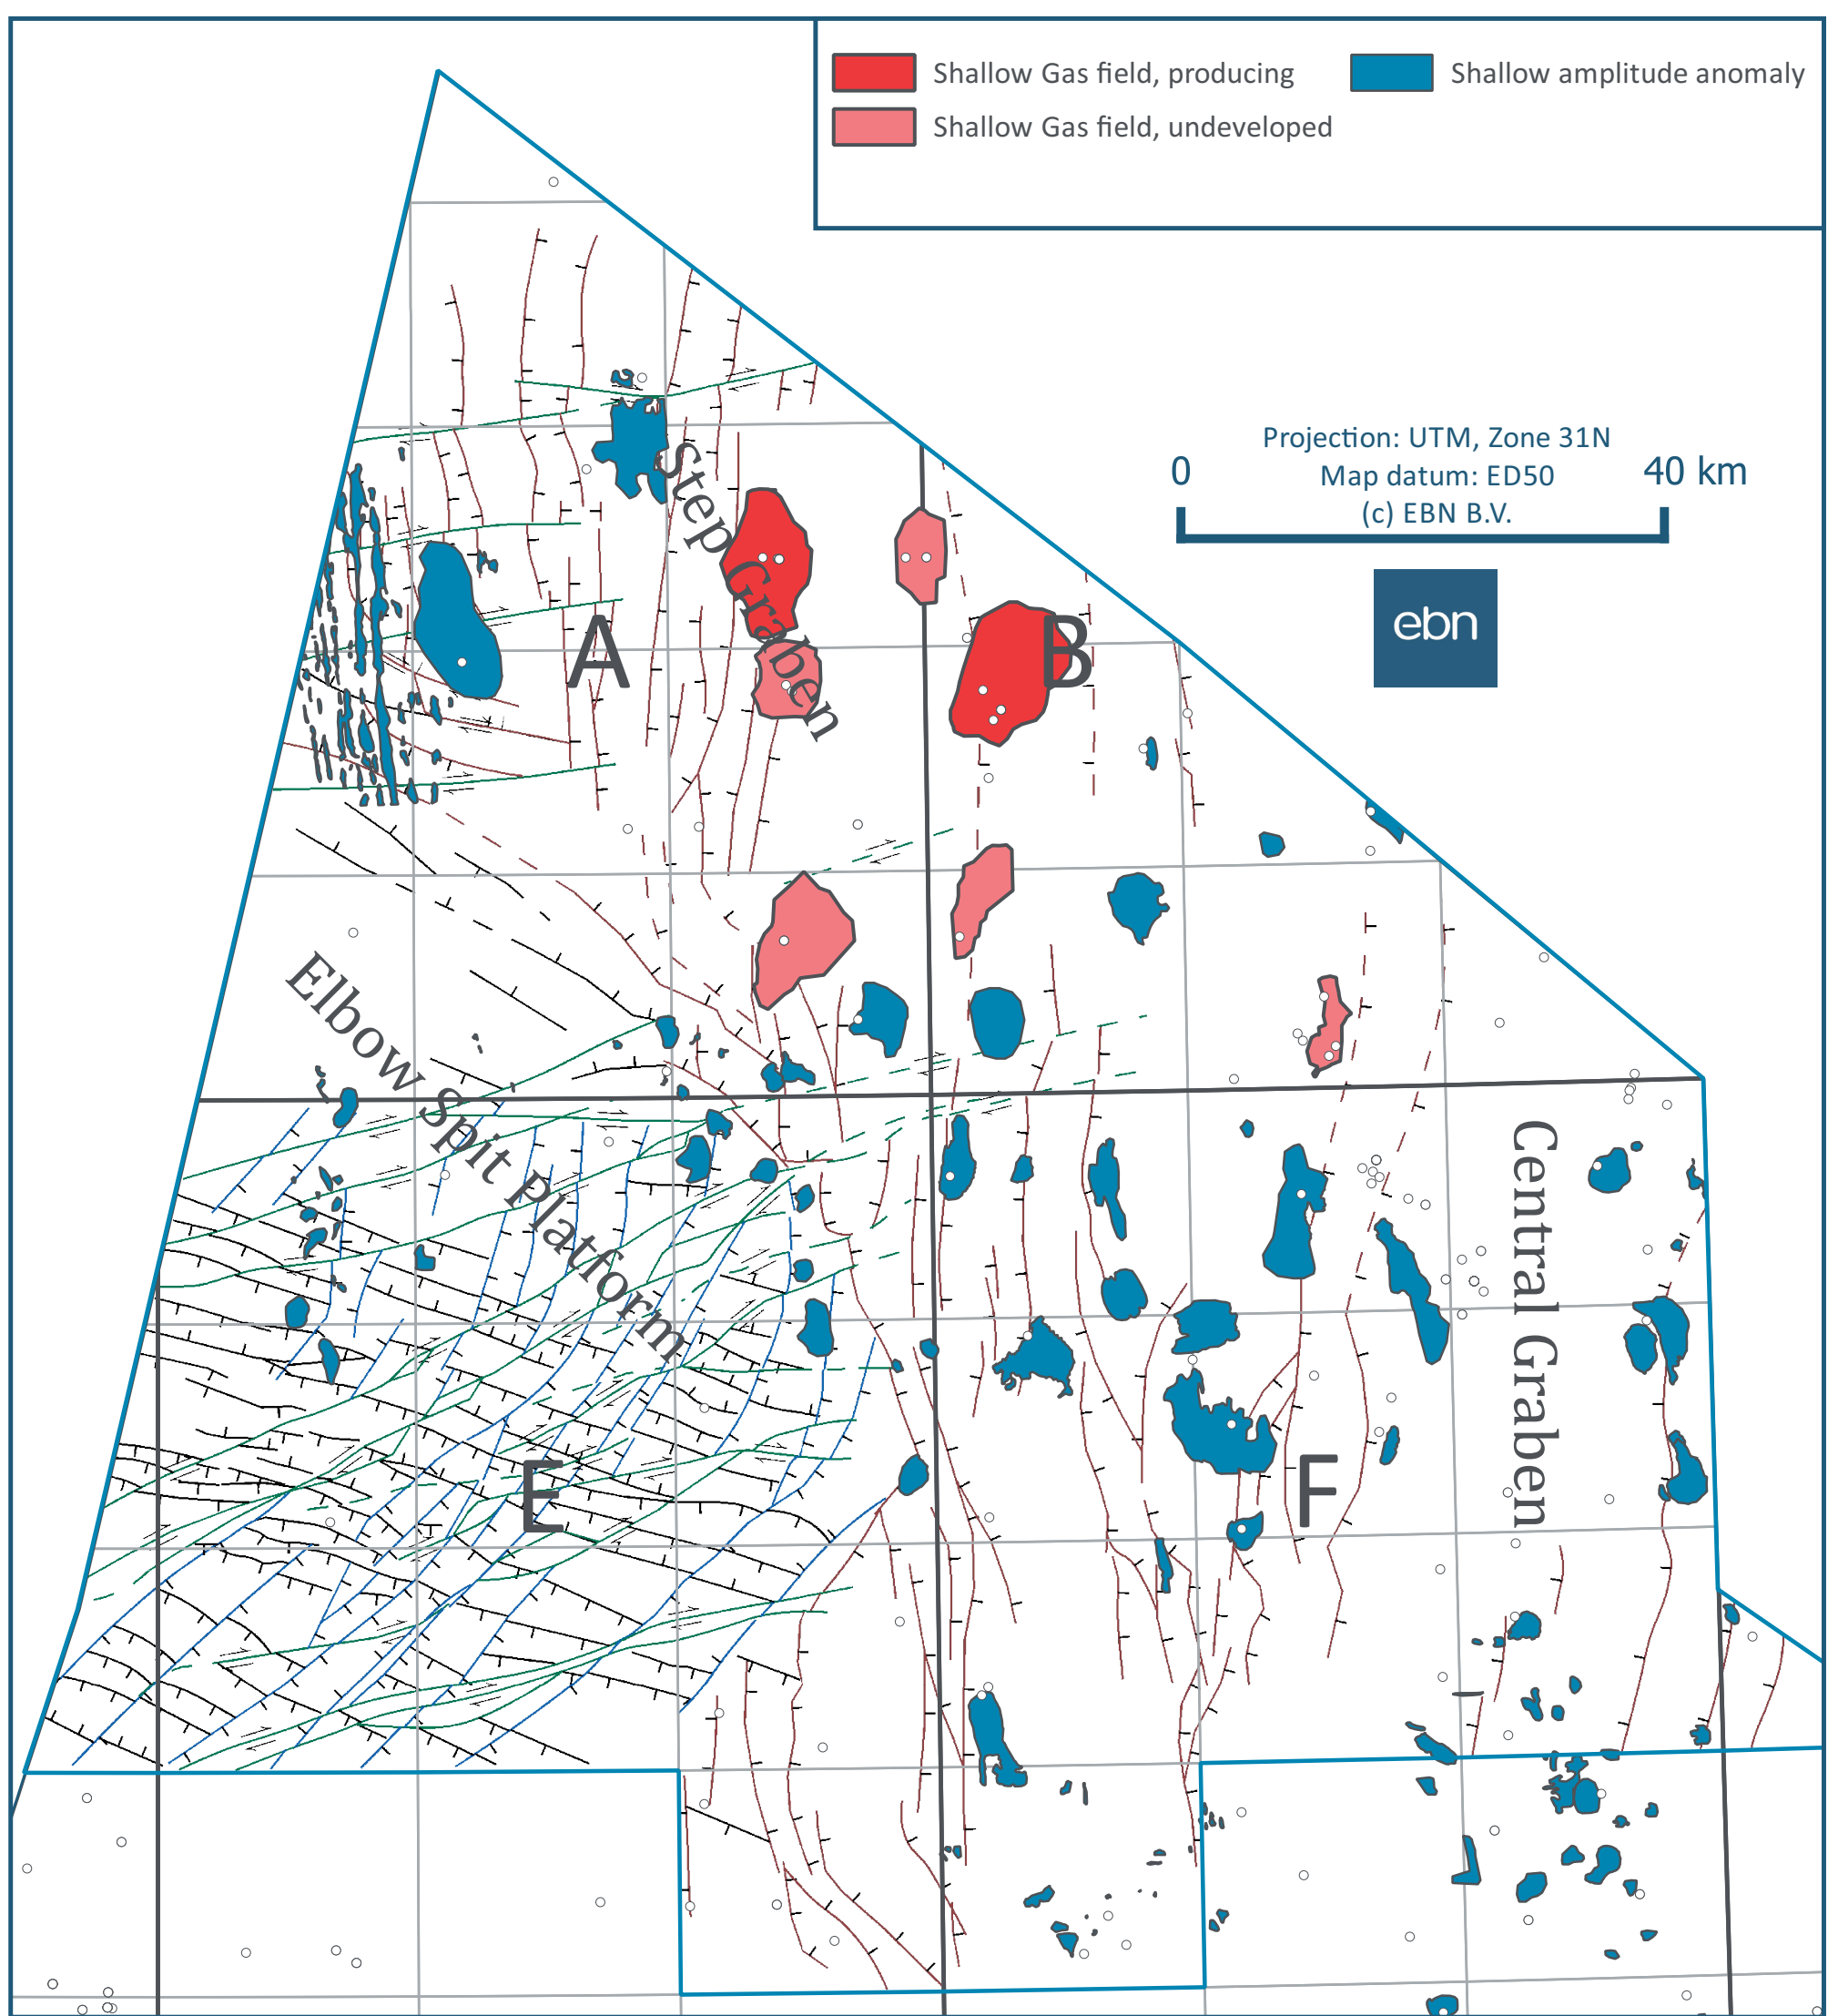 Shallow Gas field, producing
Shallow amplitude anomaly
Shallow Gas field, undeveloped
Projection: UTM, Zone 31N
0
40 km
Map datum: ED50
(c) EBN B.V.
ebn
Step Graben
A
B
Elbow Spit Platform
Central Graben
E
F